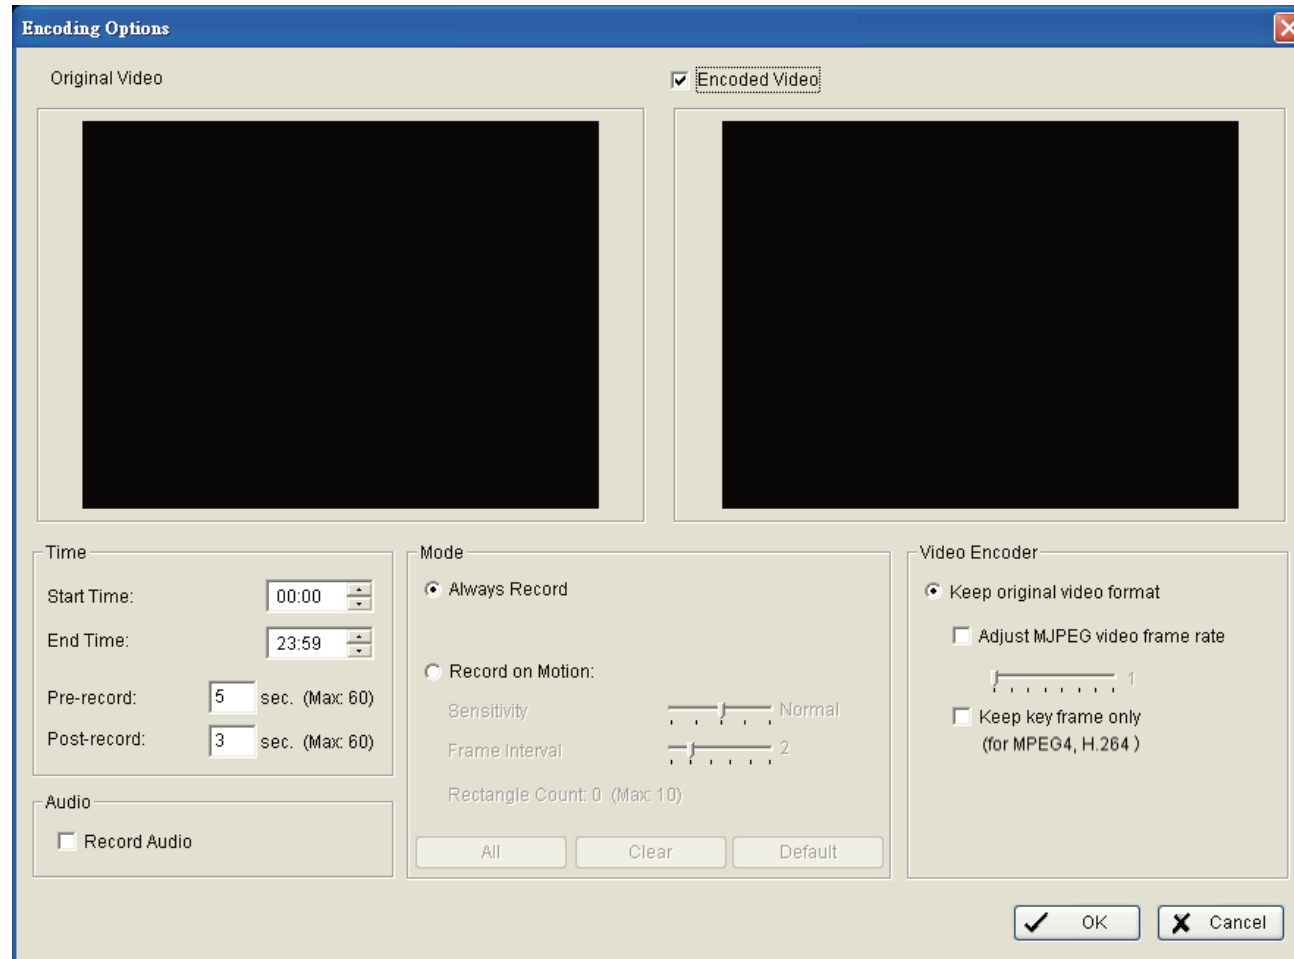 Encoding Options
Original Video
Encoded Video
Time
Start Time: 00:00
End Time: 23:59
Pre-record: 5 sec. (Max: 60)
Post-record: 3 sec. (Max: 60)
Audio
Record Audio
Mode
Always Record
Record on Motion:
Sensitivity Normal
Frame Interval 2
Rectangle Count: 0 (Max: 10)
All Clear Default
Video Encoder
Keep original video format
Adjust MJPEG video frame rate
1
Keep key frame only
(for MPEG4, H.264 )
OK Cancel